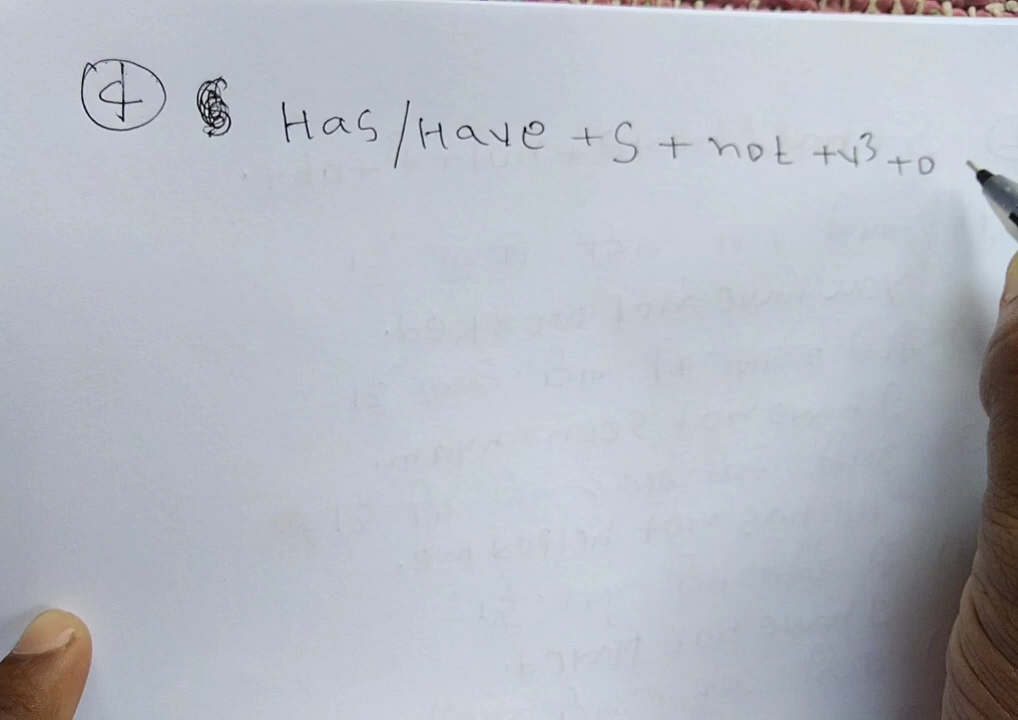 ④ Has/Have + S + not + v³ + o